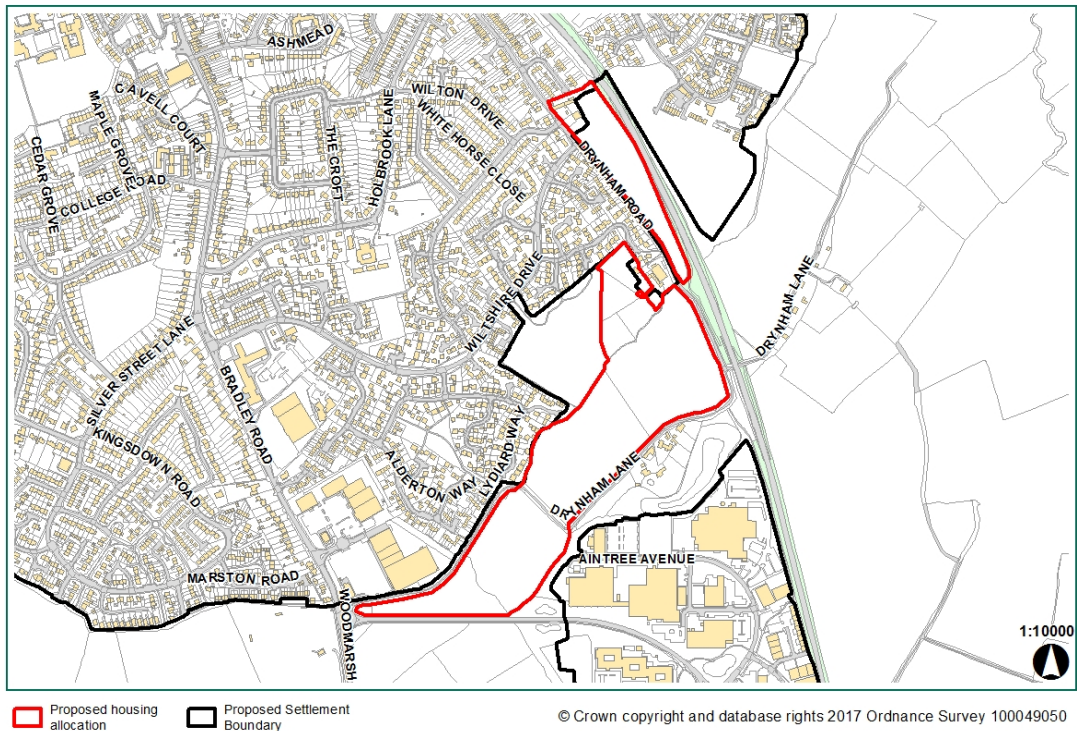 ASHMEAD
CAVELL COURT
MAPLE GROVE
WILTON DRIVE
WHITE HORSE CLOSE
HOLBROOK LANE
THE CROFT
CEDAR GROVE
COLLEGE ROAD
DRYNHAM ROAD
DRYNHAM LANE
WILTSHIRE DRIVE
SILVER STREET LANE
BRADLEY ROAD
KINGSDOWN ROAD
LYDIARD WAY
ALDERTON WAY
DRYNHAM LANE
AINTREE AVENUE
MARSTON ROAD
WOODMARSH
1:10000
Proposed housing
allocation
Proposed Settlement
Boundary
© Crown copyright and database rights 2017 Ordnance Survey 100049050